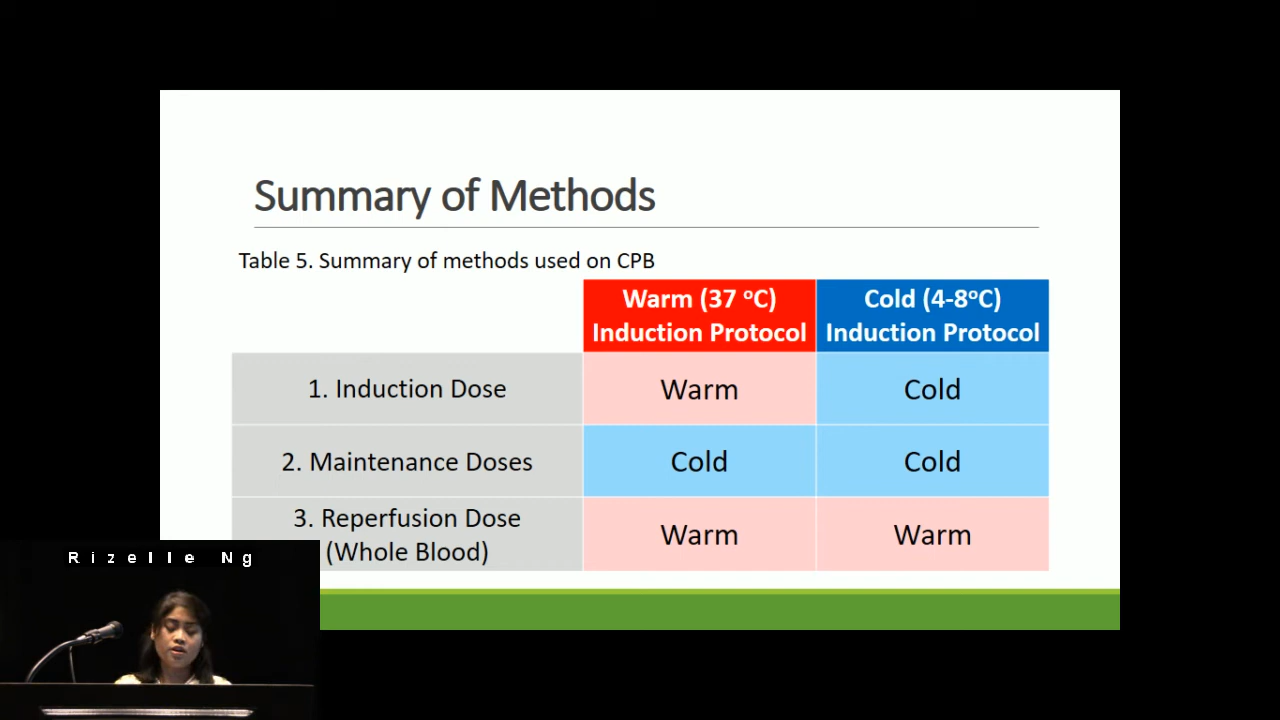 Summary of Methods
Table 5. Summary of methods used on CPB
Warm (37 ºC)
Induction Protocol
Cold (4-8ºC)
Induction Protocol
1. Induction Dose
Warm
Cold
2. Maintenance Doses
Cold
Cold
3. Reperfusion Dose
(Whole Blood)
Warm
Warm
Rizelle Ng